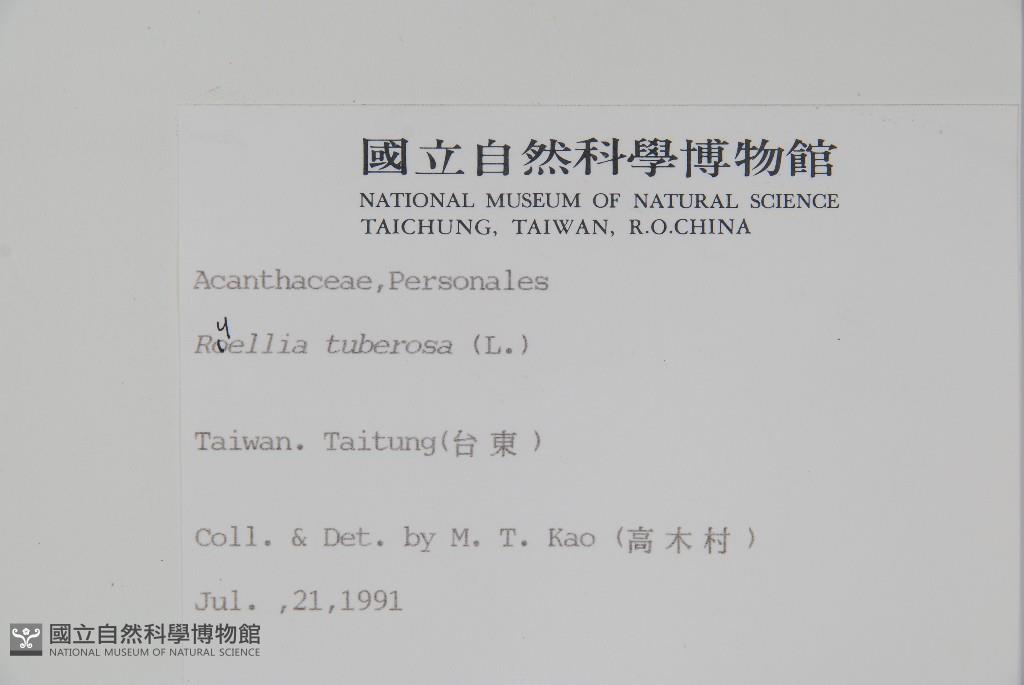 國立自然科學博物館
NATIONAL MUSEUM OF NATURAL SCIENCE
TAICHUNG, TAIWAN, R.O.CHINA
Acanthaceae,Personales
y
Roellia tuberosa (L.)
Taiwan. Taitung(台東)
Coll. & Det. by M. T. Kao (高木村)
Jul. ,21,1991
國立自然科學博物館
NATIONAL MUSEUM OF NATURAL SCIENCE